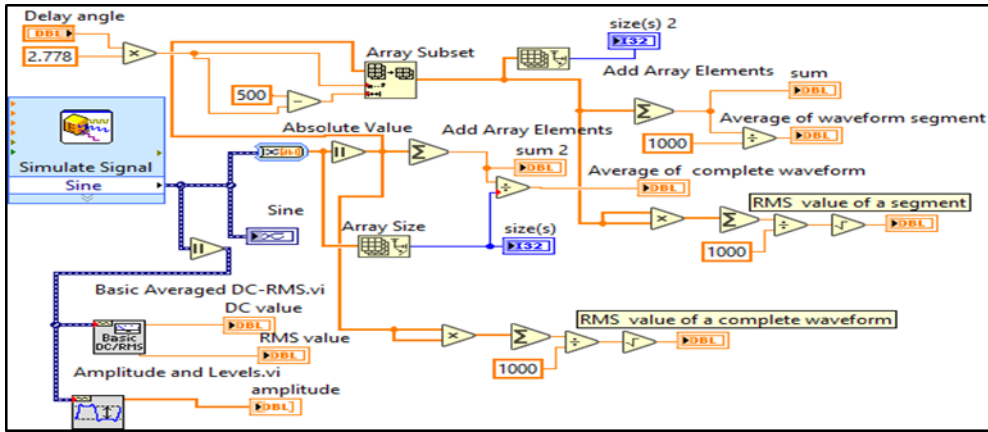 Delay angle
DBL
2.778
×
500
−
Array Subset
size(s) 2
I32
Add Array Elements
sum
DBL
Σ
Average of waveform segment
1000
÷
DBL
Simulate Signal
Sine
Absolute Value
Add Array Elements
Σ
sum 2
DBL
÷
Average of complete waveform
DBL
Sine
Array Size
size(s)
I32
RMS value of a segment
×
Σ
÷
√
DBL
1000
Basic Averaged DC-RMS.vi
DC value
DBL
Basic
DC/RMS
RMS value
DBL
RMS value of a complete waveform
×
Σ
÷
√
DBL
1000
Amplitude and Levels.vi
amplitude
DBL]